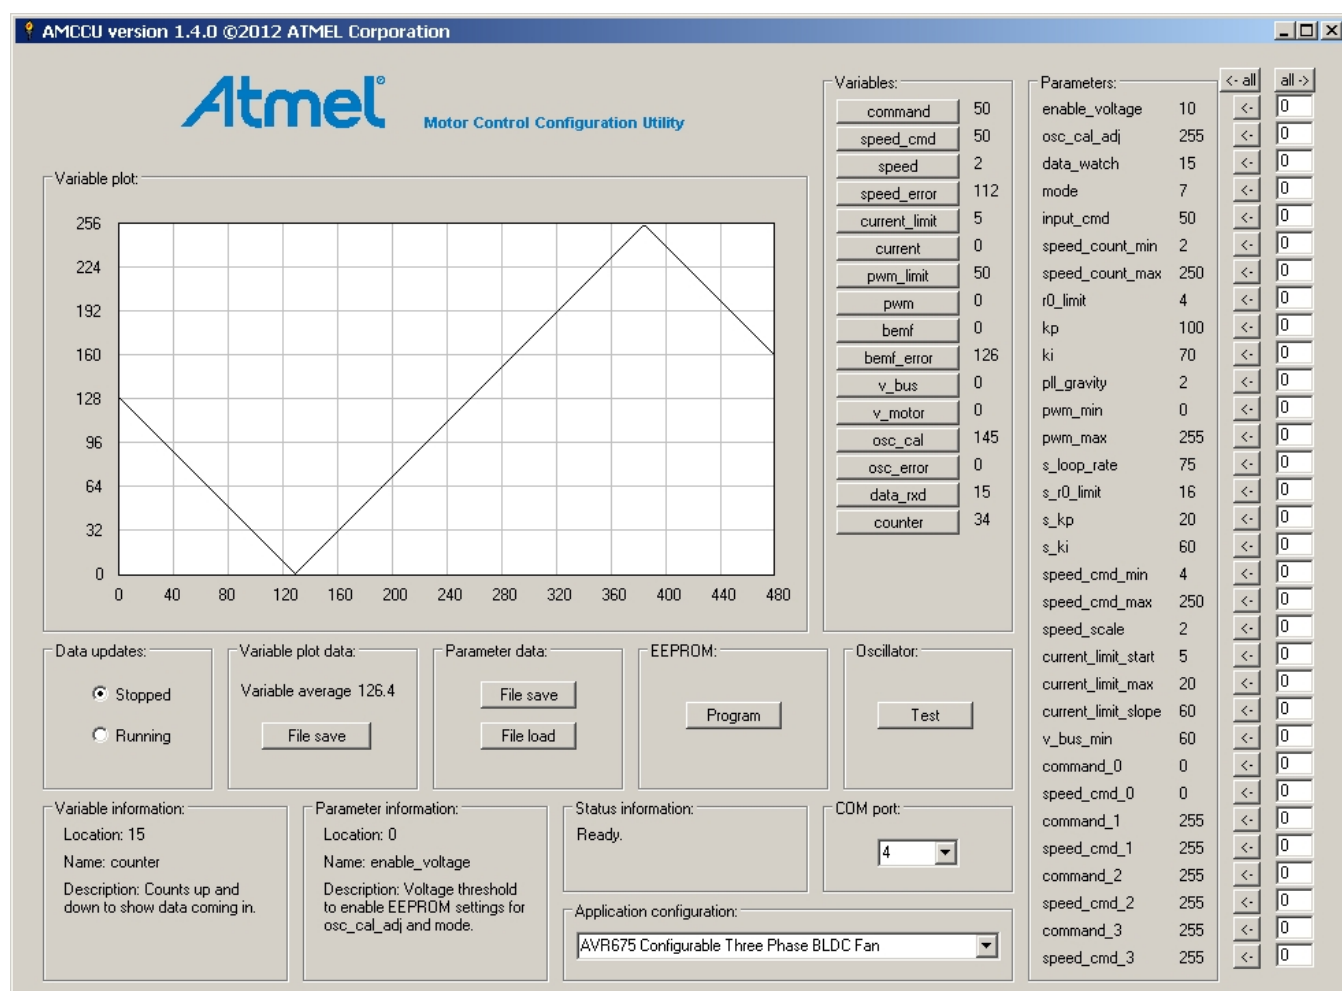 AMCCU version 1.4.0 ©2012 ATMEL Corporation
Atmel®
Motor Control Configuration Utility
Variable plot:
256
224
192
160
128
96
64
32
0
0 40 80 120 160 200 240 280 320 360 400 440 480
Variables:
command 50
speed_cmd 50
speed 2
speed_error 112
current_limit 5
current 0
pwm_limit 50
pwm 0
bemf 0
bemf_error 126
v_bus 0
v_motor 0
osc_cal 145
osc_error 0
data_rxd 15
counter 34
Parameters: <- all all ->
enable_voltage 10 <- 0
osc_cal_adj 255 <- 0
data_watch 15 <- 0
mode 7 <- 0
input_cmd 50 <- 0
speed_count_min 2 <- 0
speed_count_max 250 <- 0
r0_limit 4 <- 0
kp 100 <- 0
ki 70 <- 0
pll_gravity 2 <- 0
pwm_min 0 <- 0
pwm_max 255 <- 0
s_loop_rate 75 <- 0
s_r0_limit 16 <- 0
s_kp 20 <- 0
s_ki 60 <- 0
speed_cmd_min 4 <- 0
speed_cmd_max 250 <- 0
speed_scale 2 <- 0
current_limit_start 5 <- 0
current_limit_max 20 <- 0
current_limit_slope 60 <- 0
v_bus_min 60 <- 0
command_0 0 <- 0
speed_cmd_0 0 <- 0
command_1 255 <- 0
speed_cmd_1 255 <- 0
command_2 255 <- 0
speed_cmd_2 255 <- 0
command_3 255 <- 0
speed_cmd_3 255 <- 0
Data updates:
Stopped
Running
Variable plot data:
Variable average 126.4
File save
Parameter data:
File save
File load
EEPROM:
Program
Oscillator:
Test
Variable information:
Location: 15
Name: counter
Description: Counts up and
down to show data coming in.
Parameter information:
Location: 0
Name: enable_voltage
Description: Voltage threshold
to enable EEPROM settings for
osc_cal_adj and mode.
Status information:
Ready.
COM port:
4
Application configuration:
AVR675 Configurable Three Phase BLDC Fan